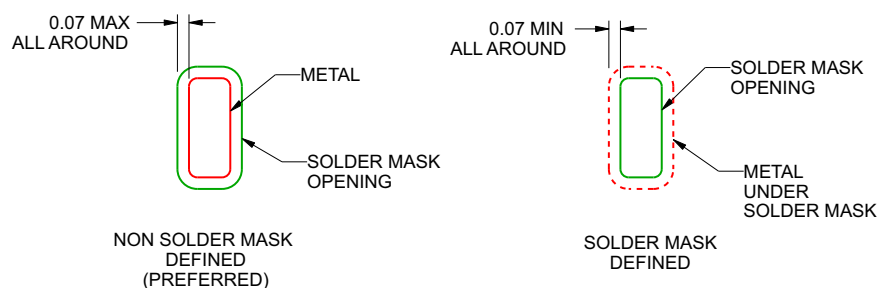 0.07 MAX
ALL AROUND
METAL
SOLDER MASK
OPENING
NON SOLDER MASK
DEFINED
(PREFERRED)
0.07 MIN
ALL AROUND
SOLDER MASK
OPENING
METAL
UNDER
SOLDER MASK
SOLDER MASK
DEFINED